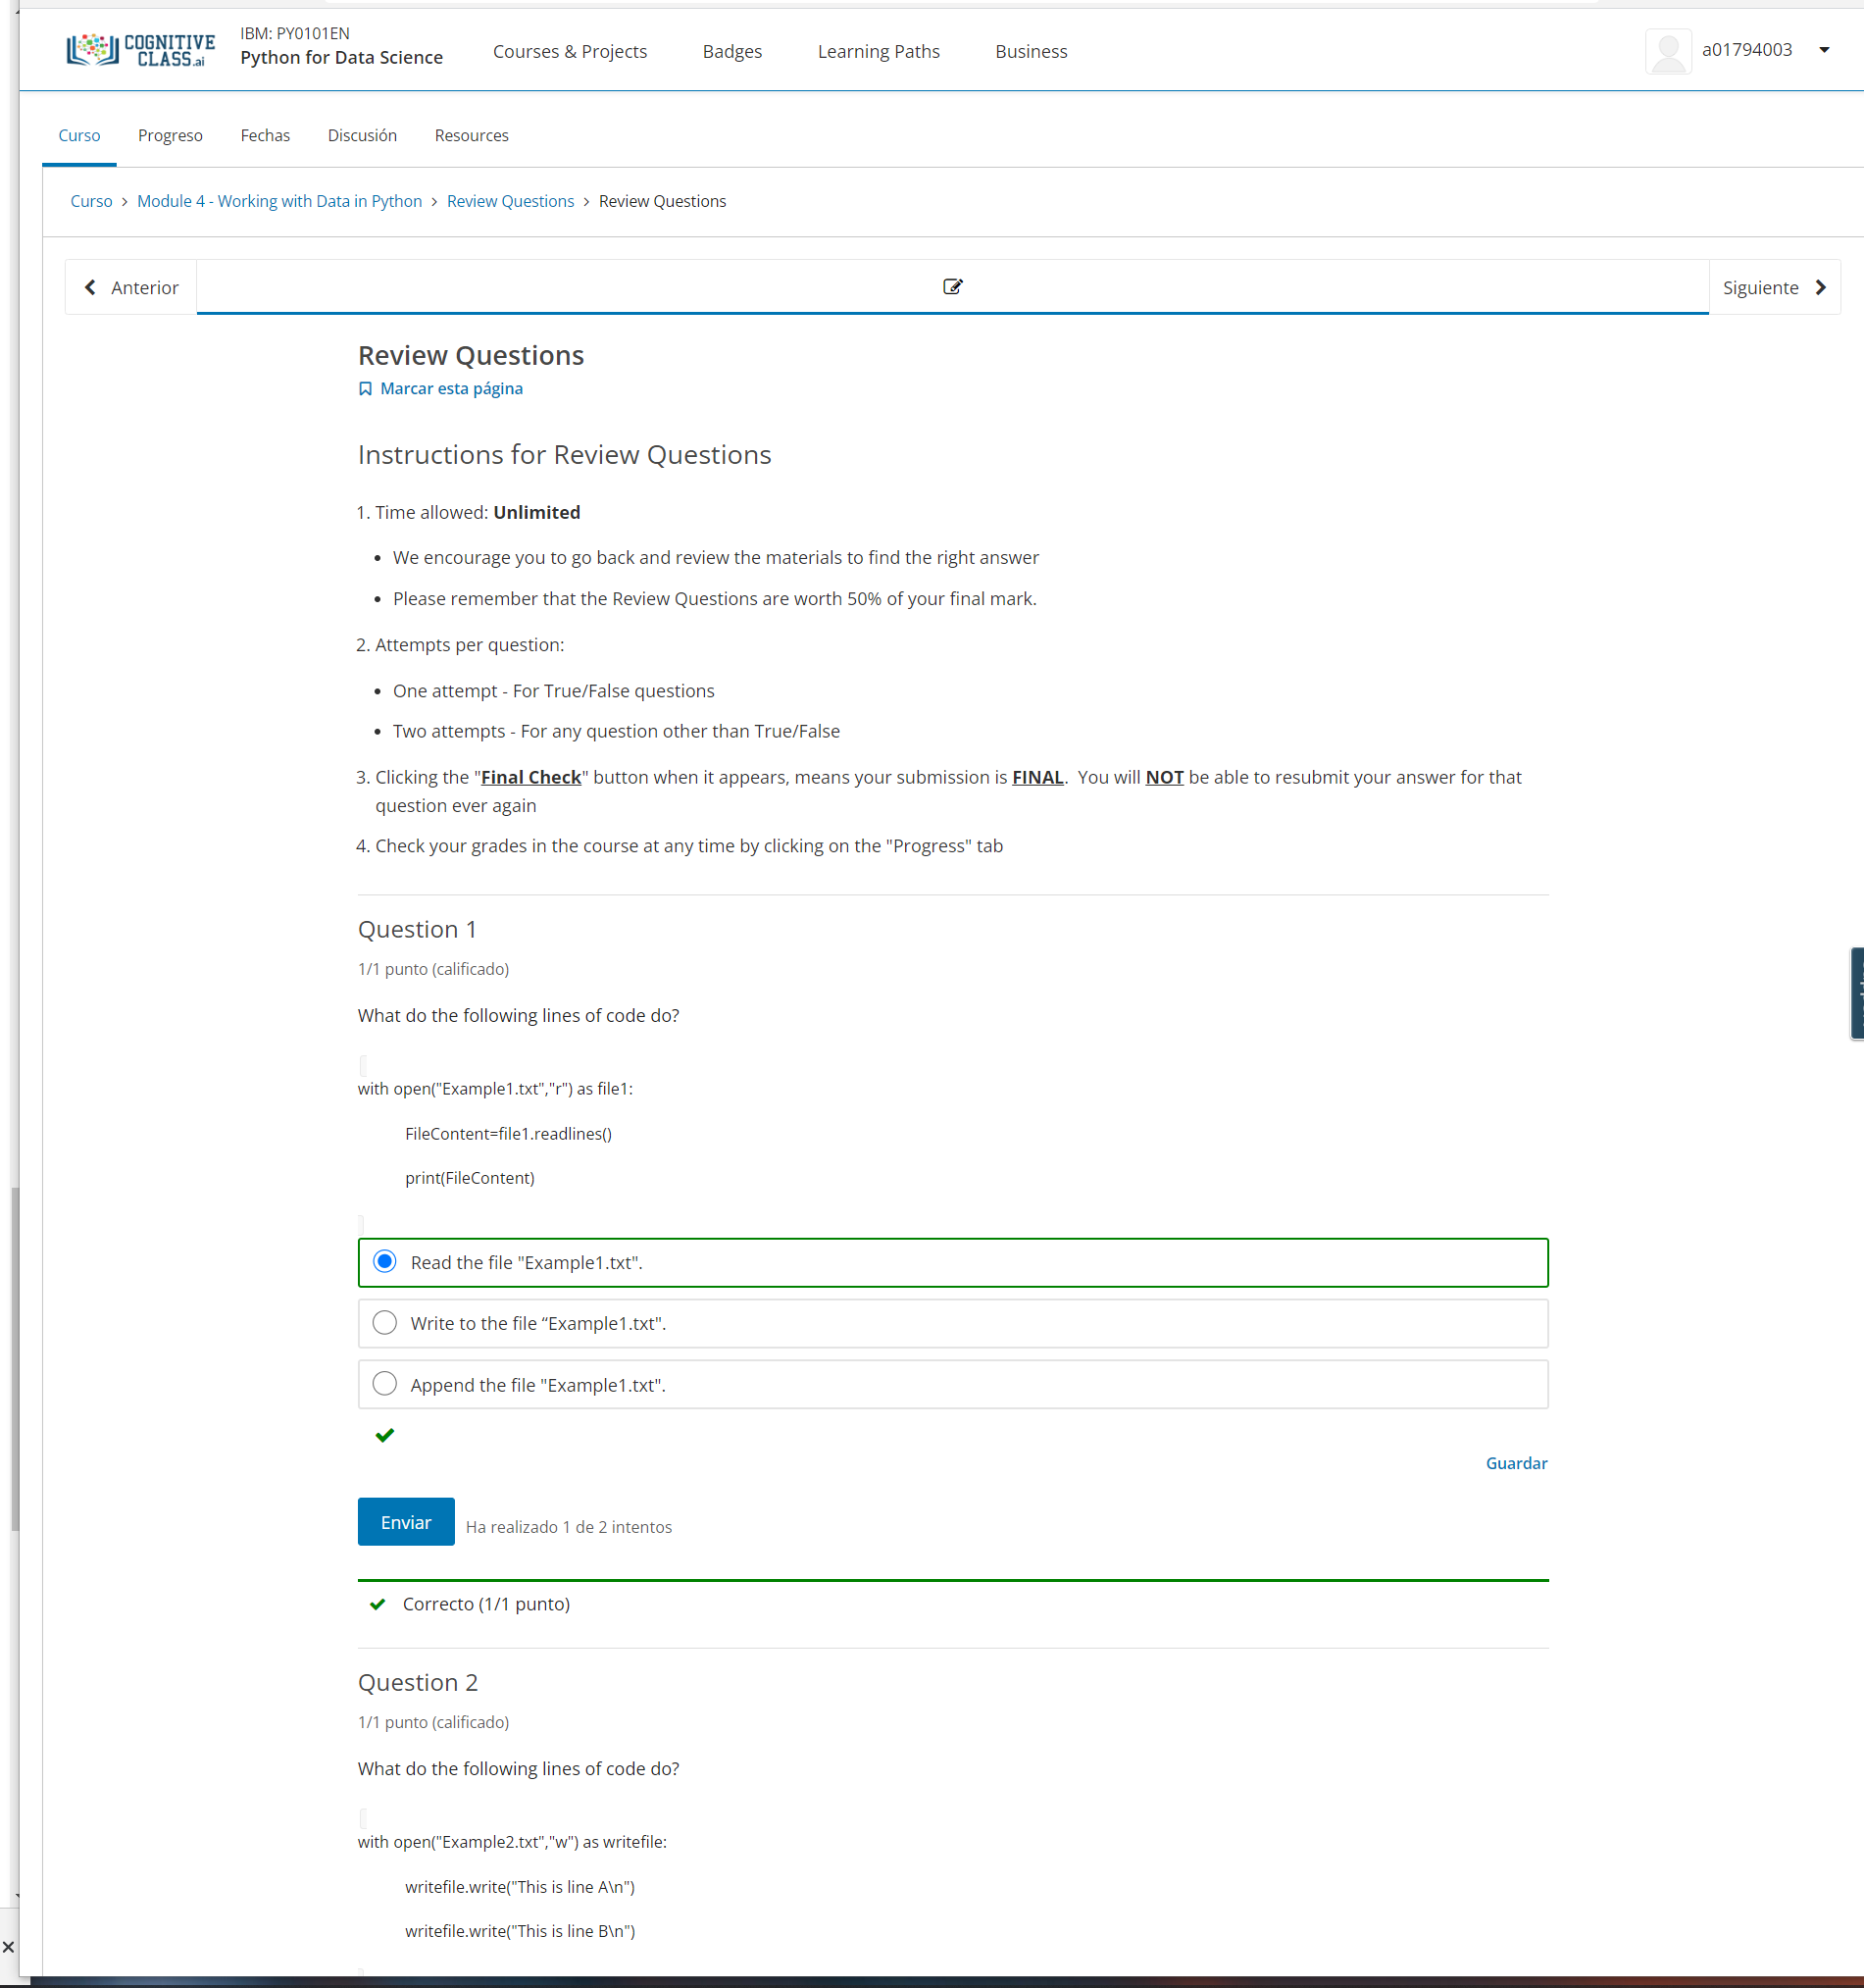 COGNITIVE
CLASS.ai
IBM: PY0101EN
Python for Data Science
Courses & Projects
Badges
Learning Paths
Business
a01794003
Curso
Progreso
Fechas
Discusión
Resources
Curso > Module 4 - Working with Data in Python > Review Questions > Review Questions
Anterior
Siguiente
Review Questions
Marcar esta página
Instructions for Review Questions
1. Time allowed: Unlimited
• We encourage you to go back and review the materials to find the right answer
• Please remember that the Review Questions are worth 50% of your final mark.
2. Attempts per question:
• One attempt - For True/False questions
• Two attempts - For any question other than True/False
3. Clicking the "Final Check" button when it appears, means your submission is FINAL.  You will NOT be able to resubmit your answer for that
question ever again
4. Check your grades in the course at any time by clicking on the "Progress" tab
Question 1
1/1 punto (calificado)
What do the following lines of code do?
with open("Example1.txt","r") as file1:
FileContent=file1.readlines()
print(FileContent)
Read the file "Example1.txt".
Write to the file “Example1.txt".
Append the file "Example1.txt".
Guardar
Enviar
Ha realizado 1 de 2 intentos
Correcto (1/1 punto)
Question 2
1/1 punto (calificado)
What do the following lines of code do?
with open("Example2.txt","w") as writefile:
writefile.write("This is line A\n")
writefile.write("This is line B\n")